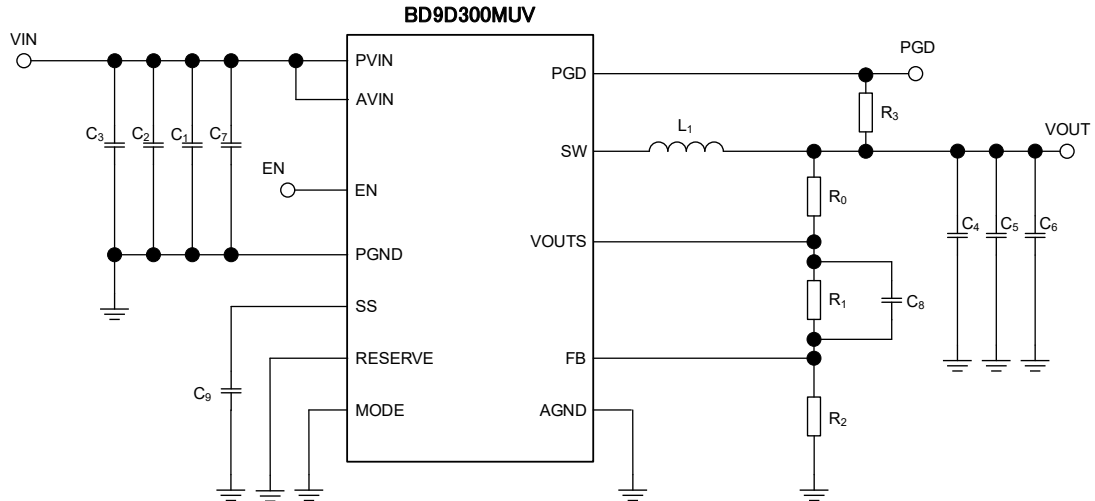 BD9D300MUV
VIN
PVIN
AVIN
C₃
C₂
C₁
C₇
EN
EN
PGND
SS
RESERVE
C₉
MODE
PGD
PGD
R₃
L₁
SW
VOUT
R₀
VOUTS
C₄
C₅
C₆
R₁
C₈
FB
AGND
R₂